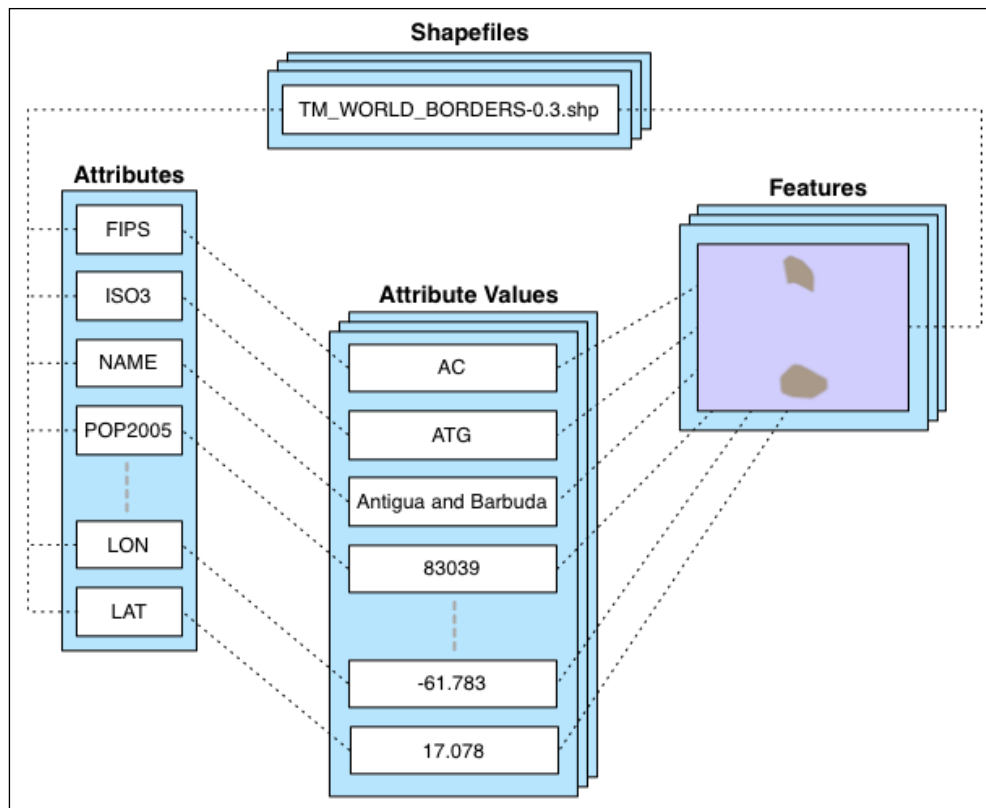 Shapefiles
TM_WORLD_BORDERS-0.3.shp
Attributes
FIPS
ISO3
NAME
POP2005
LON
LAT
Attribute Values
AC
ATG
Antigua and Barbuda
83039
-61.783
17.078
Features